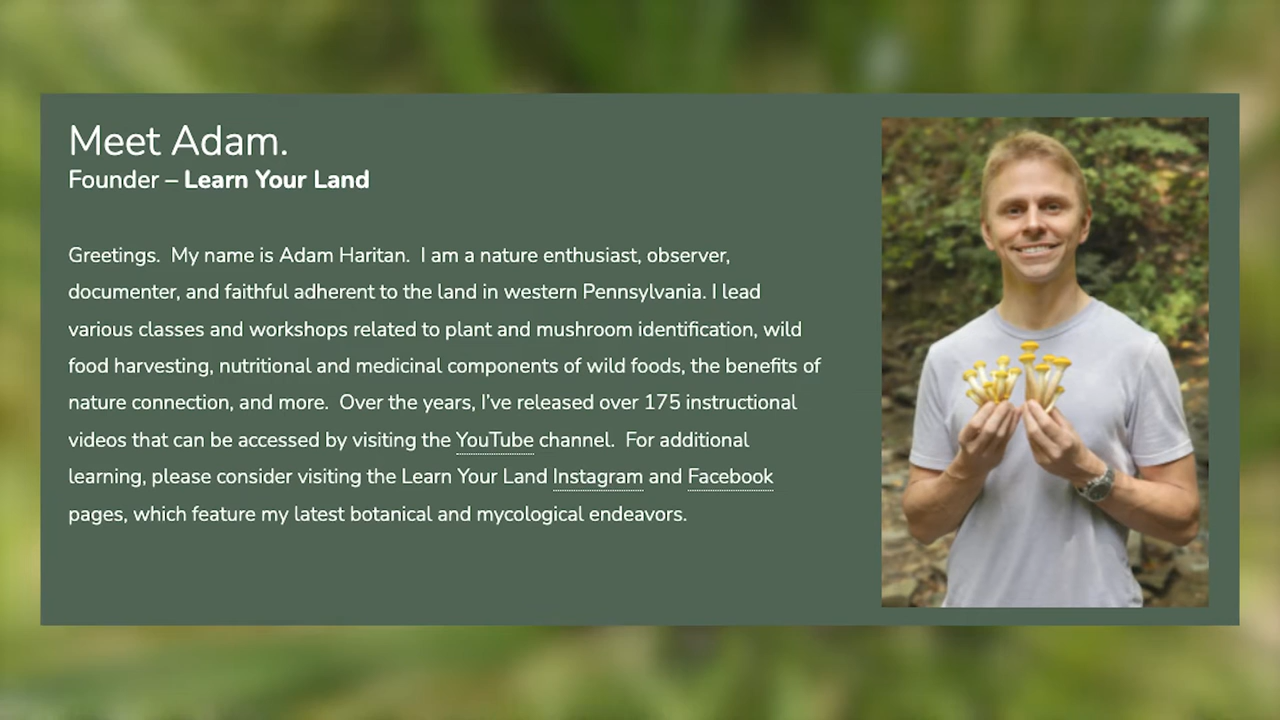 Meet Adam.
Founder – Learn Your Land
Greetings.  My name is Adam Haritan.  I am a nature enthusiast, observer,
documenter, and faithful adherent to the land in western Pennsylvania. I lead
various classes and workshops related to plant and mushroom identification, wild
food harvesting, nutritional and medicinal components of wild foods, the benefits of
nature connection, and more.  Over the years, I’ve released over 175 instructional
videos that can be accessed by visiting the YouTube channel.  For additional
learning, please consider visiting the Learn Your Land Instagram and Facebook
pages, which feature my latest botanical and mycological endeavors.